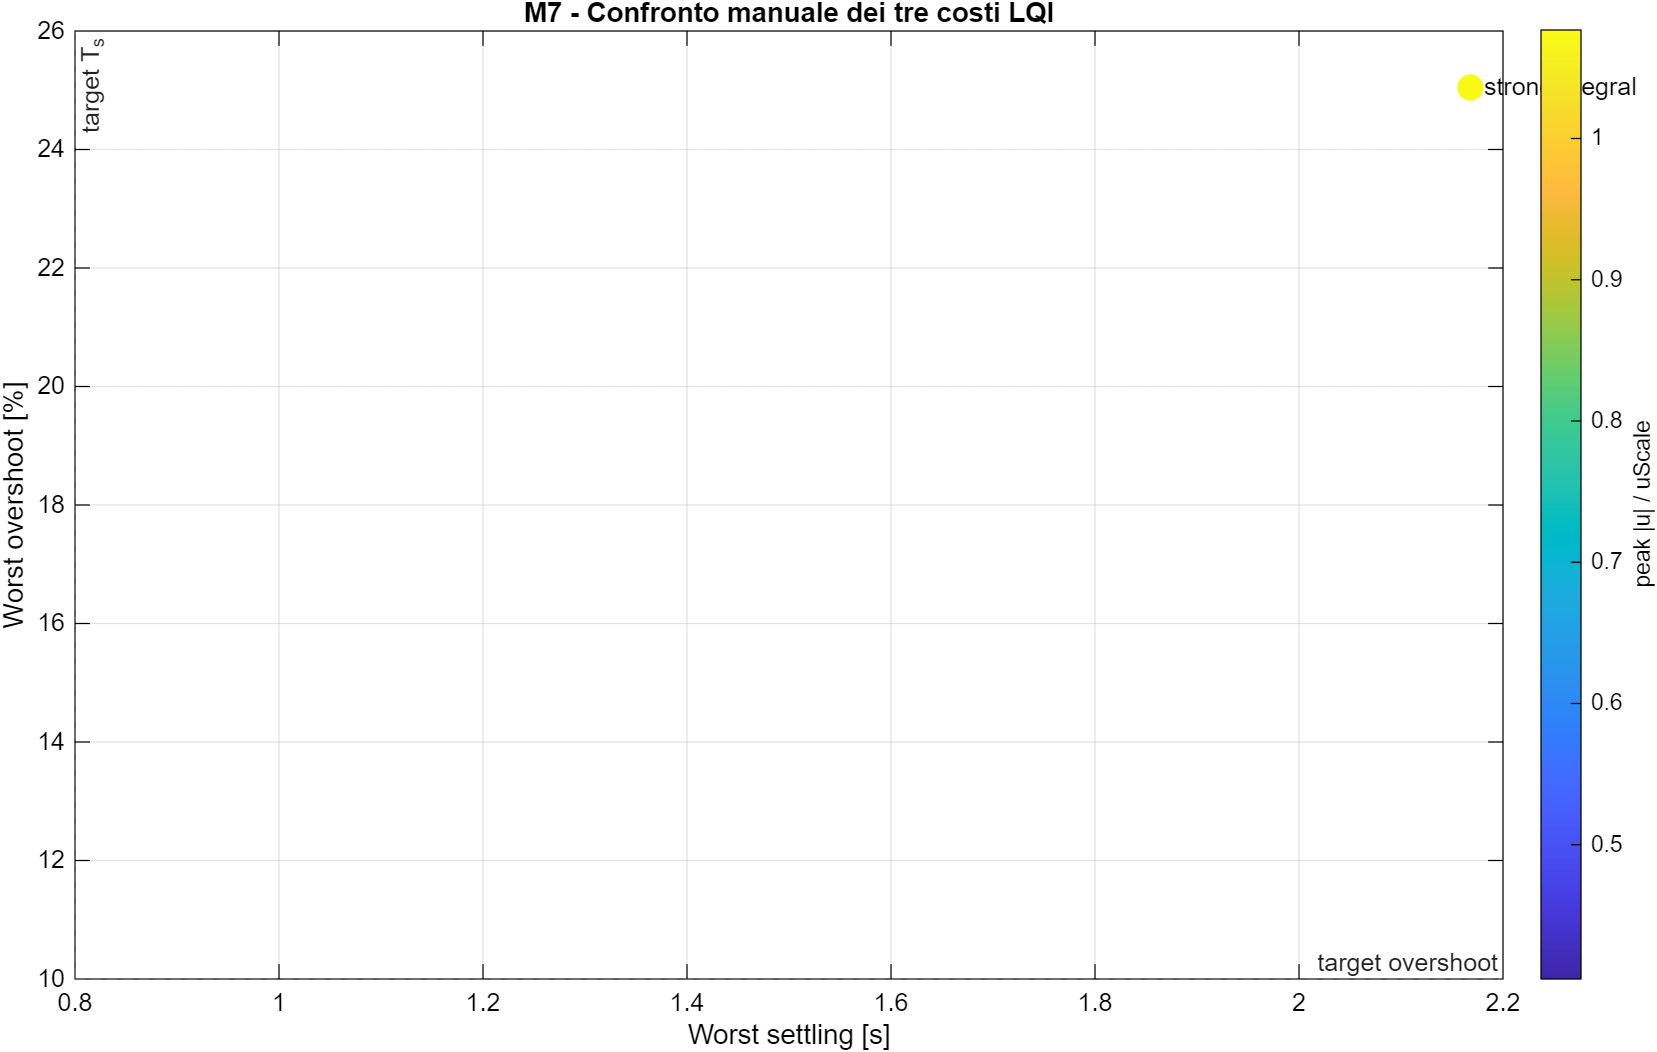 M7 - Confronto manuale dei tre costi LQI
26
24
22
20
18
16
14
12
10
Worst overshoot [%]
target Ts
stron
egral
target overshoot
0.8
1
1.2
1.4
1.6
1.8
2
2.2
Worst settling [s]
1
0.9
0.8
0.7
0.6
0.5
peak |u| / uScale